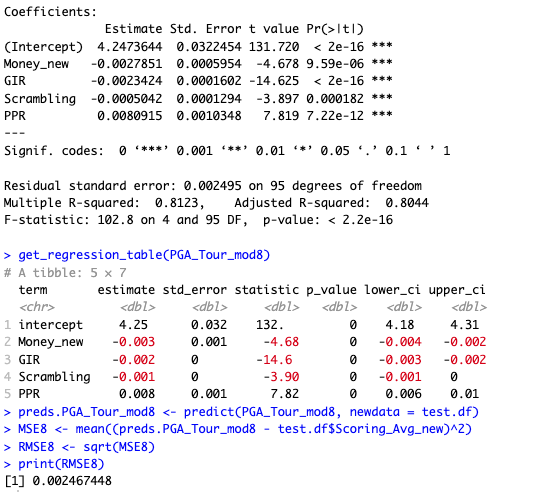 Coefficients:
              Estimate Std. Error t value Pr(>|t|)
(Intercept)  4.2473644  0.0322454 131.720  < 2e-16 ***
Money_new   -0.0027851  0.0005954  -4.678 9.59e-06 ***
GIR         -0.0023424  0.0001602 -14.625  < 2e-16 ***
Scrambling  -0.0005042  0.0001294  -3.897 0.000182 ***
PPR          0.0080915  0.0010348   7.819 7.22e-12 ***
---
Signif. codes:  0 ‘***’ 0.001 ‘**’ 0.01 ‘*’ 0.05 ‘.’ 0.1 ‘ ’ 1
Residual standard error: 0.002495 on 95 degrees of freedom
Multiple R-squared:  0.8123,	Adjusted R-squared:  0.8044
F-statistic: 102.8 on 4 and 95 DF,  p-value: < 2.2e-16
> get_regression_table(PGA_Tour_mod8)
# A tibble: 5 × 7
  term       estimate std_error statistic p_value lower_ci upper_ci
  <chr>         <dbl>     <dbl>     <dbl>   <dbl>    <dbl>    <dbl>
1 intercept     4.25      0.032    132.         0    4.18     4.31
2 Money_new    -0.003     0.001     -4.68       0   -0.004   -0.002
3 GIR          -0.002     0        -14.6        0   -0.003   -0.002
4 Scrambling   -0.001     0         -3.90       0   -0.001    0
5 PPR           0.008     0.001      7.82       0    0.006    0.01
> preds.PGA_Tour_mod8 <- predict(PGA_Tour_mod8, newdata = test.df)
> MSE8 <- mean((preds.PGA_Tour_mod8 - test.df$Scoring_Avg_new)^2)
> RMSE8 <- sqrt(MSE8)
> print(RMSE8)
[1] 0.002467448